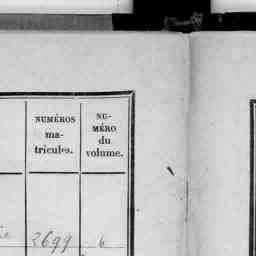 NUMÉROS
ma-
tricules.
NU-
MÉRO
du
volume.
2699 6